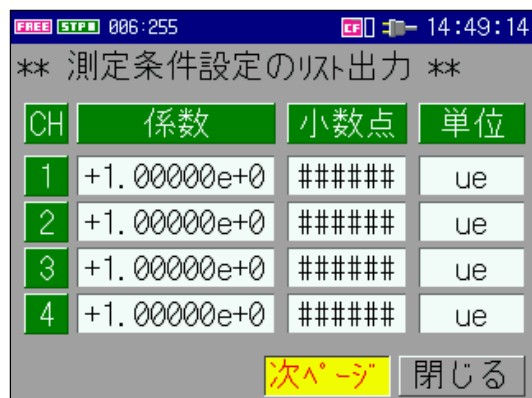 FREE STP■ 006:255 CF 14:49:14
** 測定条件設定のリスト出力 **
CH 係数 小数点 単位
1 +1.00000e+0 ###### ue
2 +1.00000e+0 ###### ue
3 +1.00000e+0 ###### ue
4 +1.00000e+0 ###### ue
次ページ 閉じる